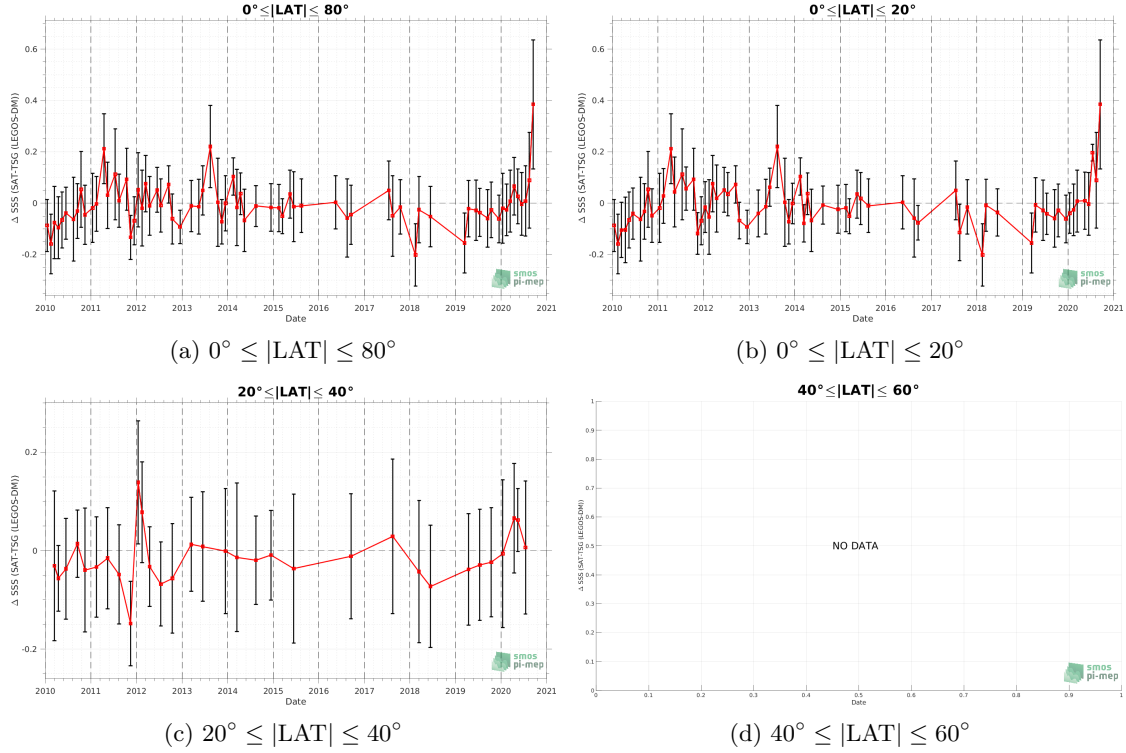 0°≤|LAT|≤ 80°
Δ SSS (SAT-TSG (LEGOS-DM))
0.6
0.4
0.2
0
-0.2
2010 2011 2012 2013 2014 2015 2016 2017 2018 2019 2020 2021
Date
smos
pi-mep
(a) 0° ≤ |LAT| ≤ 80°
0°≤|LAT|≤ 20°
Δ SSS (SAT-TSG (LEGOS-DM))
0.6
0.4
0.2
0
-0.2
2010 2011 2012 2013 2014 2015 2016 2017 2018 2019 2020 2021
Date
smos
pi-mep
(b) 0° ≤ |LAT| ≤ 20°
20°≤|LAT|≤ 40°
Δ SSS (SAT-TSG (LEGOS-DM))
0.2
0
-0.2
2010 2011 2012 2013 2014 2015 2016 2017 2018 2019 2020 2021
Date
smos
pi-mep
(c) 20° ≤ |LAT| ≤ 40°
40°≤|LAT|≤ 60°
Δ SSS (SAT-TSG (LEGOS-DM))
1
0.9
0.8
0.7
0.6
0.5
0.4
0.3
0.2
0.1
0
NO DATA
0 0.1 0.2 0.3 0.4 0.5 0.6 0.7 0.8 0.9 1
Date
smos
pi-mep
(d) 40° ≤ |LAT| ≤ 60°